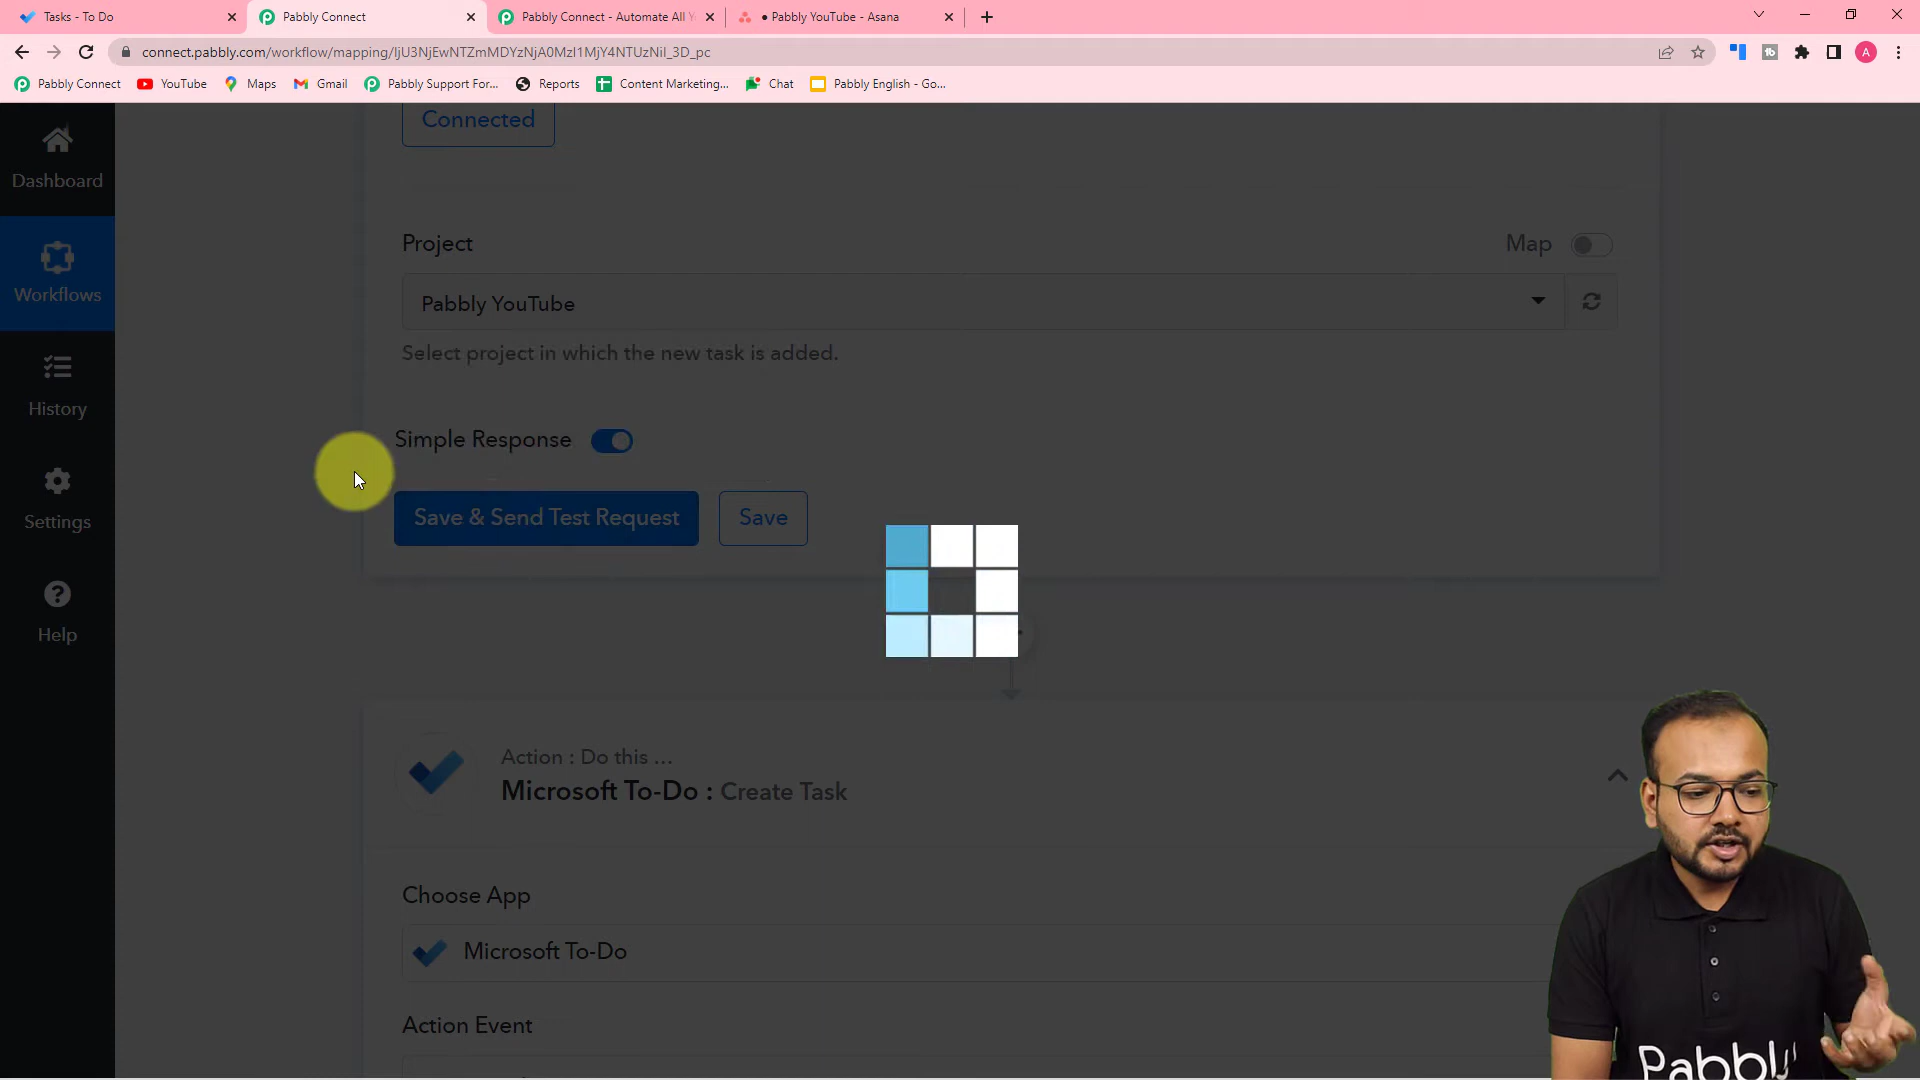 Tasks - To Do
Pabbly Connect
Pabbly Connect - Automate All Y
• Pabbly YouTube - Asana
connect.pabbly.com/workflow/mapping/IjU3NjEwNTZmMDYzNjA0MzI1MjY4NTUzNiI_3D_pc
A
Pabbly Connect
YouTube
Maps
Gmail
Pabbly Support For...
Reports
Content Marketing...
Chat
Pabbly English - Go...
Dashboard
Workflows
History
Settings
Help
Connected
Project
Map
Pabbly YouTube
Select project in which the new task is added.
Simple Response
Save & Send Test Request
Save
Action : Do this ...
Microsoft To-Do : Create Task
Choose App
Microsoft To-Do
Action Event
Pabbly